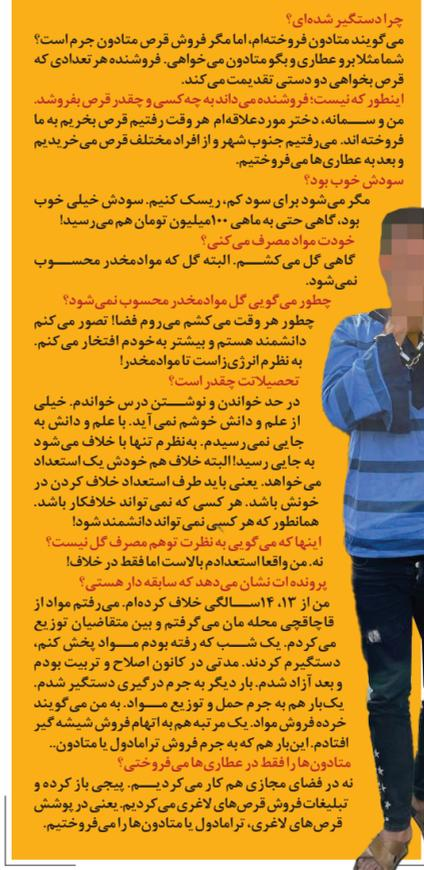 چرا دستگیر شده‌ای؟
می‌گویند متادون فروخته‌ام، اما مگر فروش قرص متادون جرم است؟
شما مثلا برو عطاری و بگو متادون می‌خواهی. فروشنده هر تعدادی که
قرص بخواهی دو دستی تقدیمت می‌کند.
اینطور که نیست؛ فروشنده می‌داند به چه کسی و چقدر قرص بفروشد.
من و ســمانه، دختر مورد علاقه‌ام هر وقت رفتیم قرص بخریم به ما
فروخته‌اند. می‌رفتیم جنوب شهر و از افراد مختلف قرص می‌خریدیم
و بعد به عطاری‌ها می‌فروختیم.
سودش خوب بود؟
مگر می‌شود برای سود کم، ریسک کنیم. سودش خیلی خوب
بود، گاهی حتی به ماهی ۱۰۰میلیون تومان هم می‌رسید!
خودت مواد مصرف می‌کنی؟
گاهی گل می‌کشــم. البته گل که موادمخدر محســوب
نمی‌شود.
چطور می‌گویی گل موادمخدر محسوب نمی‌شود؟
چطور هر وقت می‌کشم می‌روم فضا! تصور می‌کنم
دانشمند هستم و بیشتر به خودم افتخار می‌کنم.
به نظرم انرژی‌زاست تا موادمخدر!
تحصیلاتت چقدر است؟
در حد خواندن و نوشــتن درس خواندم. خیلی
از علم و دانش خوشم نمی‌آید. با علم و دانش به
جایی نمی‌رسیدم. به‌نظرم تنها با خلاف می‌شود
به جایی رسید! البته خلاف هم خودش یک استعداد
می‌خواهد. یعنی باید طرف استعداد خلاف کردن در
خونش باشد. هر کسی که نمی‌تواند خلافکار باشد.
همانطور که هر کسی نمی‌تواند دانشمند شود!
اینها که می‌گویی به نظرت توهم مصرف گل نیست؟
نه. من واقعا استعدادم بالاست اما فقط در خلاف!
پرونده‌ات نشان می‌دهد که سابقه دار هستی؟
من از ۱۳، ۱۴ســالگی خلاف کرده‌ام. می‌رفتم مواد از
قاچاقچی محله مان می‌گرفتم و بین متقاضیان توزیع
می‌کردم. یک شــب که رفته بودم مــواد پخش کنم،
دستگیرم کردند. مدتی در کانون اصلاح و تربیت بودم
و بعد آزاد شدم. بار دیگر به جرم درگیری دستگیر شدم.
یک‌بار هم به جرم حمل و توزیع مــواد. به من می‌گویند
خرده فروش مواد. یک مرتبه هم به اتهام فروش شیشه گیر
افتادم. این‌بار هم که به جرم فروش ترامادول یا متادون..
متادون‌ها را فقط در عطاری‌ها می‌فروختی؟
نه در فضای مجازی هم کار می‌کردیــم. پیجی باز کرده و
تبلیغات فروش قرص‌های لاغری می‌کردیم. یعنی در پوشش
قرص‌های لاغری، ترامادول یا متادون‌ها را می‌فروختیم.